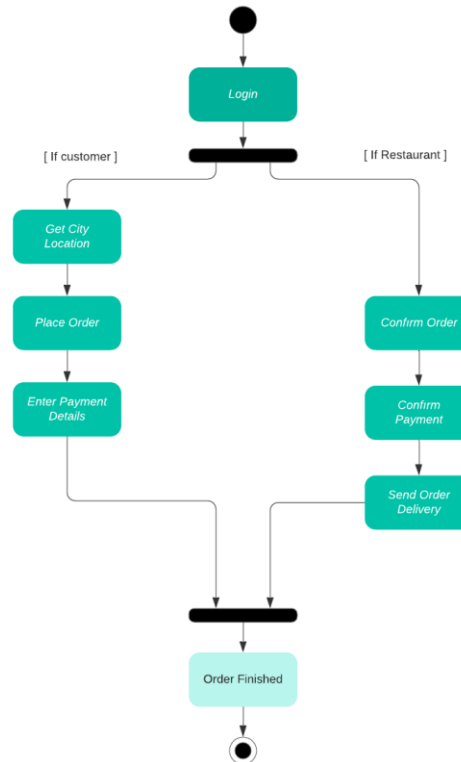 Login
[ If customer ]
[ If Restaurant ]
Get City
Location
Place Order
Confirm Order
Enter Payment
Details
Confirm
Payment
Send Order
Delivery
Order Finished